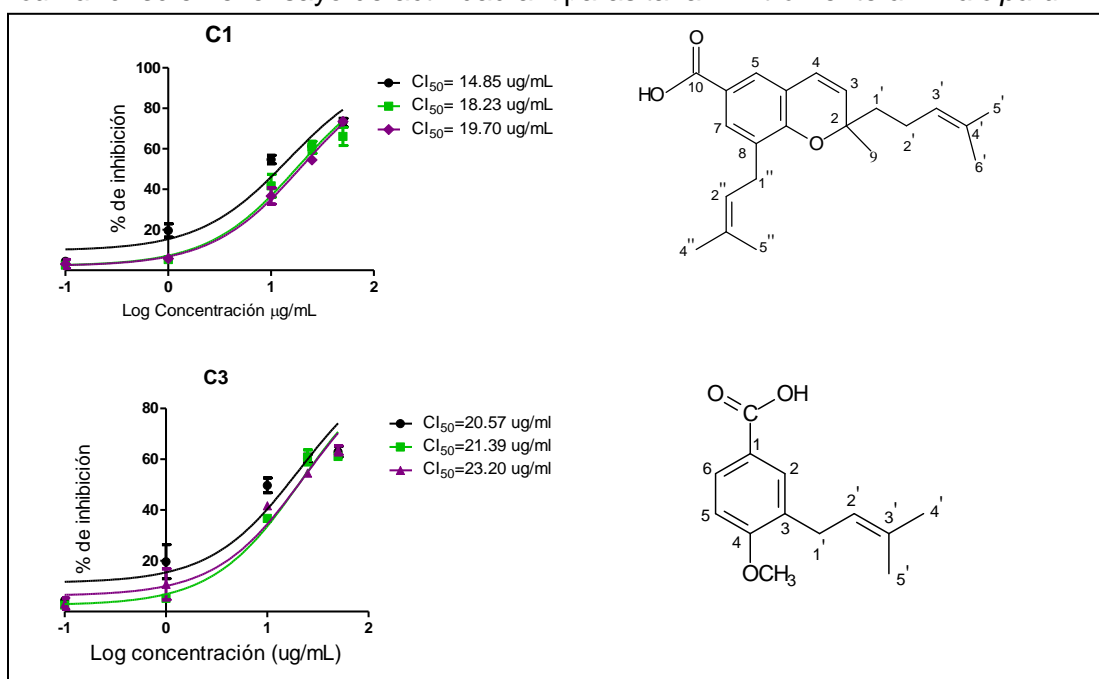 C1
100
80
60
40
20
% de inhibición
-1 0 1 2
Log Concentración µg/mL
CI50= 14.85 ug/mL
CI50= 18.23 ug/mL
CI50= 19.70 ug/mL
O
HO
10
5
4
3
2
O
7
8
9
1'
2'
3'
4'
5'
6'
1''
2''
4''
5''
C3
80
60
40
20
% de inhibición
-1 0 1 2
Log concentración (ug/mL)
CI50=20.57 ug/ml
CI50=21.39 ug/ml
CI50=23.20 ug/ml
O
OH
C
1
6
2
5
3
4
OCH3
1'
2'
3'
4'
5'